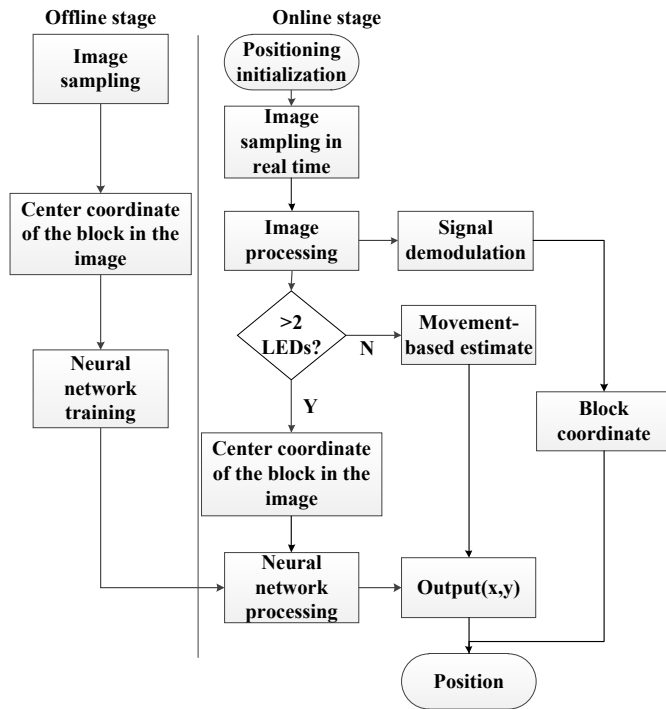 Offline stage
Image
sampling
Center coordinate
of the block in the
image
Neural
network
training
Online stage
Positioning
initialization
Image
sampling in
real time
Image
processing
Signal
demodulation
>2
LEDs?
N
Movement-
based estimate
Y
Block
coordinate
Center coordinate
of the block in the
image
Neural
network
processing
Output(x,y)
Position